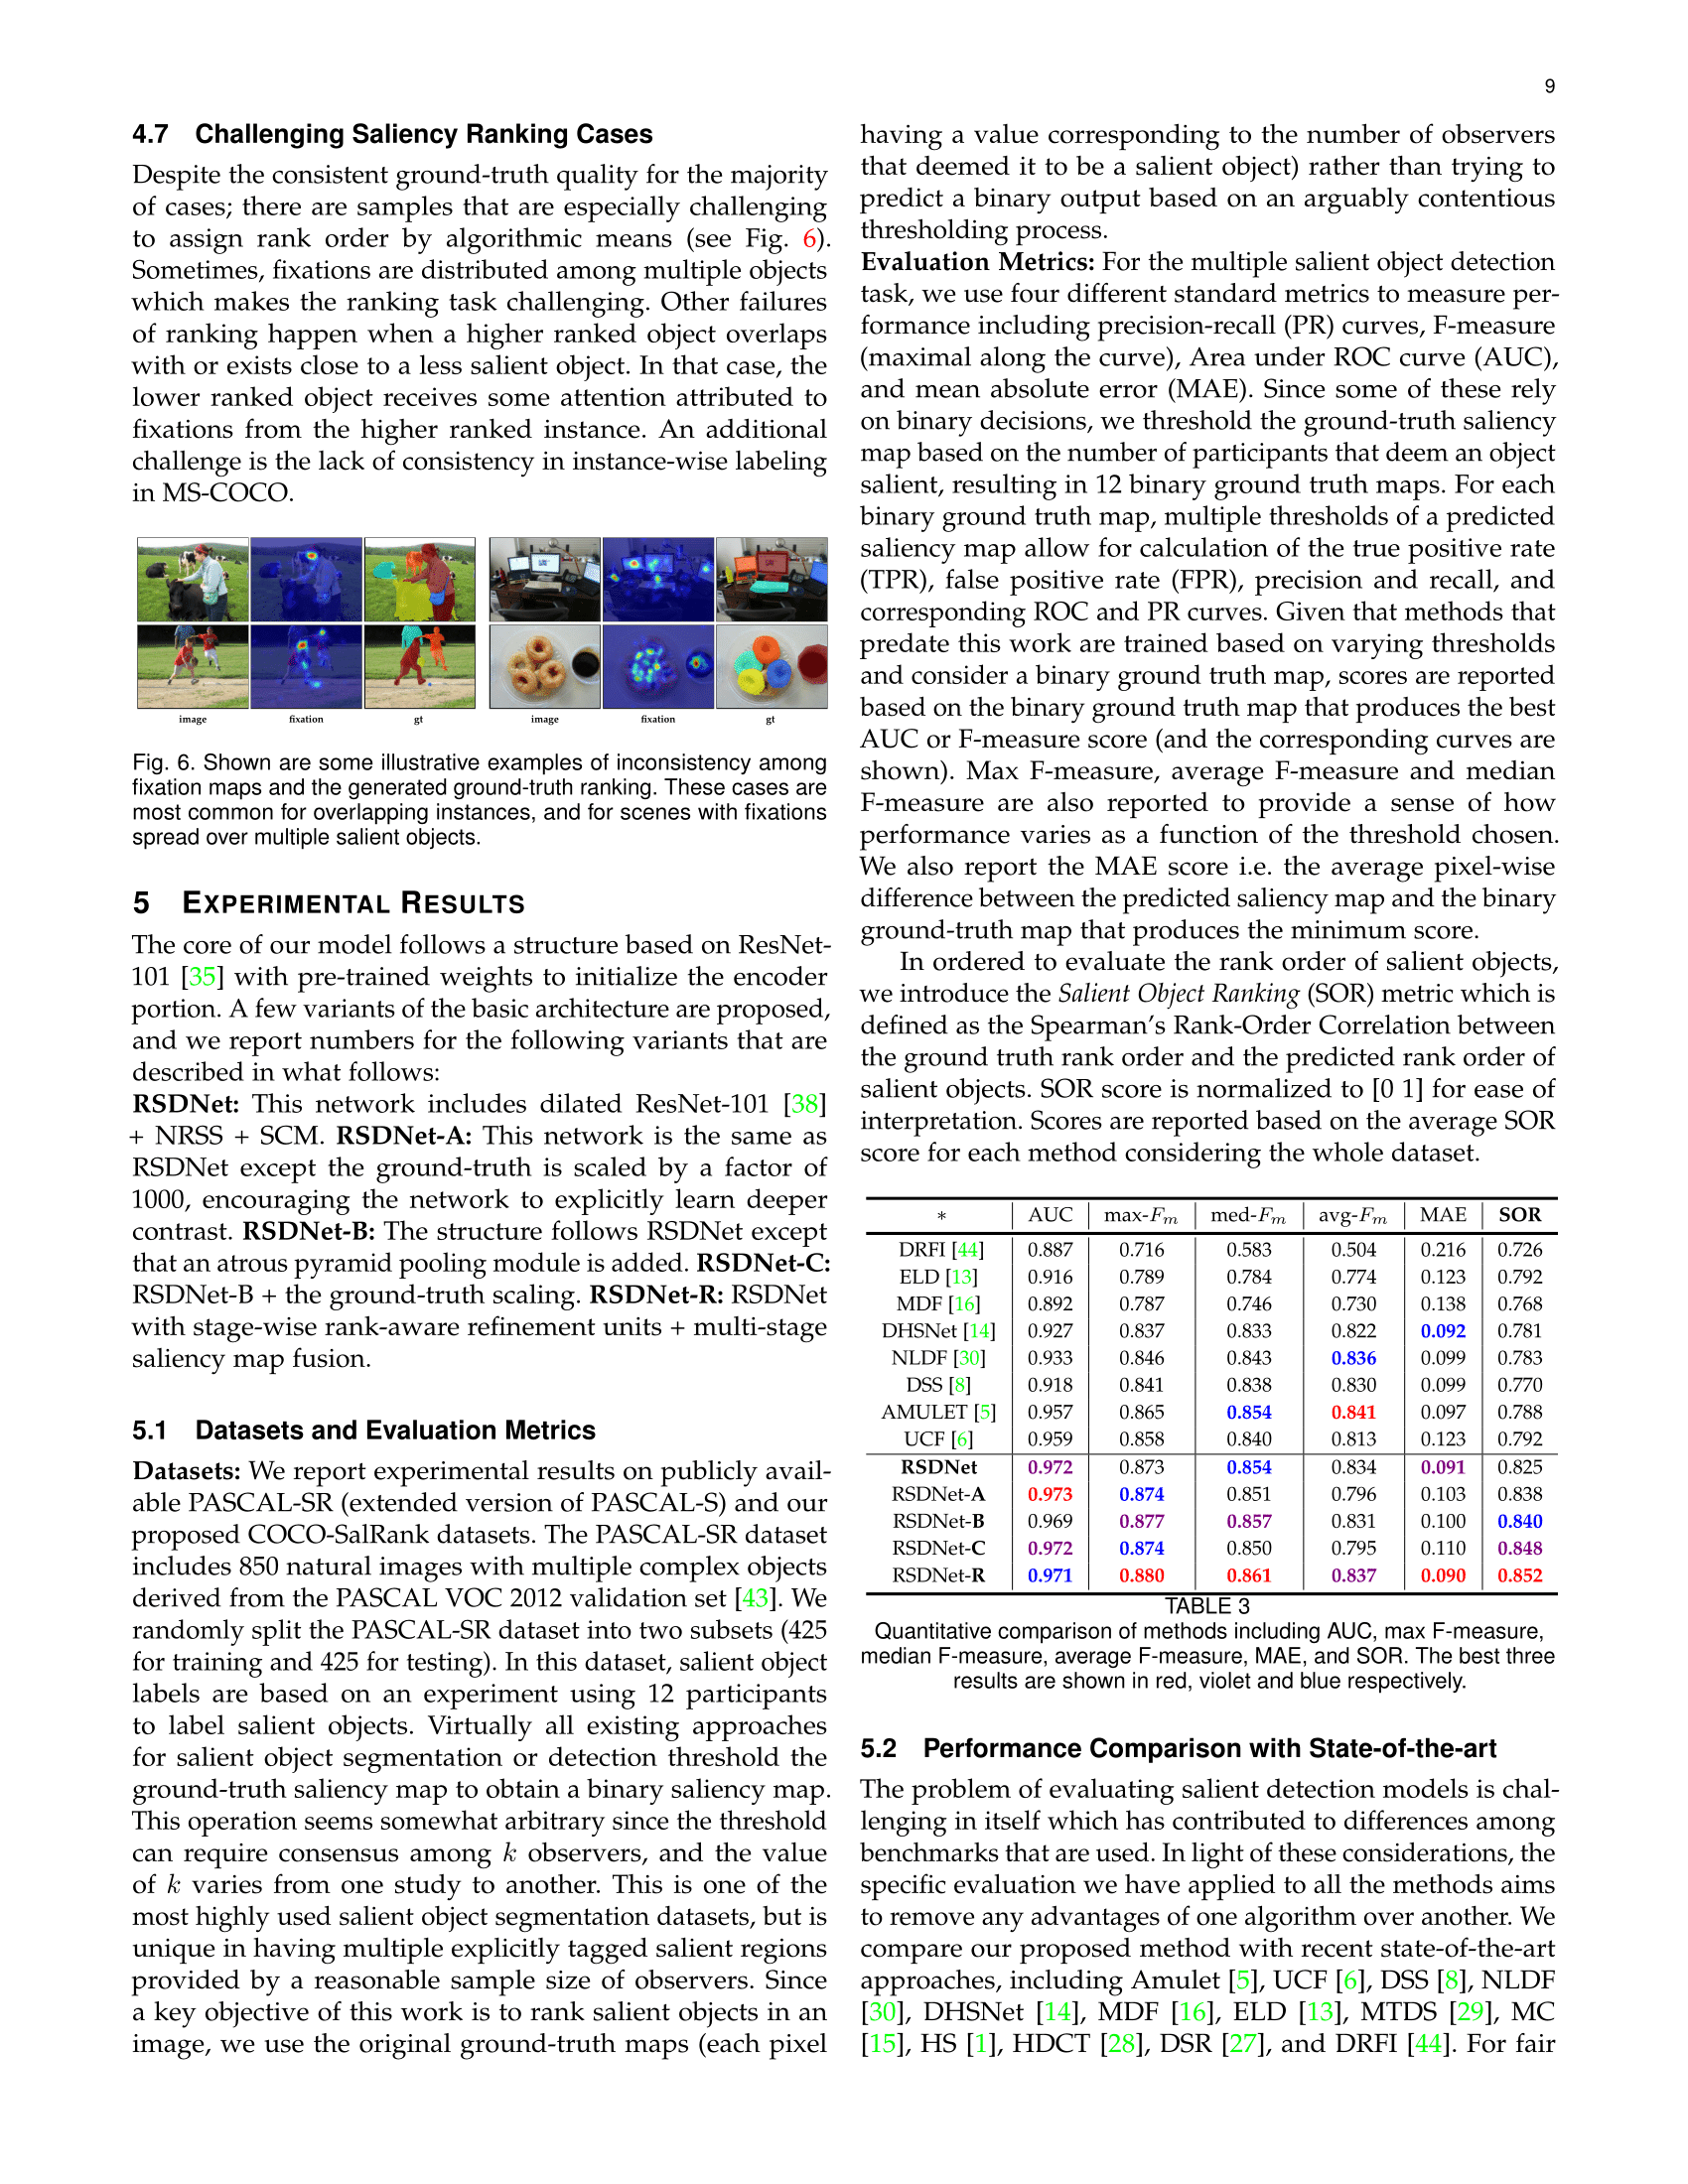 9
4.7 Challenging Saliency Ranking Cases
Despite the consistent ground-truth quality for the majority
of cases; there are samples that are especially challenging
to assign rank order by algorithmic means (see Fig. 6).
Sometimes, fixations are distributed among multiple objects
which makes the ranking task challenging. Other failures
of ranking happen when a higher ranked object overlaps
with or exists close to a less salient object. In that case, the
lower ranked object receives some attention attributed to
fixations from the higher ranked instance. An additional
challenge is the lack of consistency in instance-wise labeling
in MS-COCO.
image fixation gt image fixation gt
Fig. 6. Shown are some illustrative examples of inconsistency among
fixation maps and the generated ground-truth ranking. These cases are
most common for overlapping instances, and for scenes with fixations
spread over multiple salient objects.
5 EXPERIMENTAL RESULTS
The core of our model follows a structure based on ResNet-
101 [35] with pre-trained weights to initialize the encoder
portion. A few variants of the basic architecture are proposed,
and we report numbers for the following variants that are
described in what follows:
RSDNet: This network includes dilated ResNet-101 [38]
+ NRSS + SCM. RSDNet-A: This network is the same as
RSDNet except the ground-truth is scaled by a factor of
1000, encouraging the network to explicitly learn deeper
contrast. RSDNet-B: The structure follows RSDNet except
that an atrous pyramid pooling module is added. RSDNet-C:
RSDNet-B + the ground-truth scaling. RSDNet-R: RSDNet
with stage-wise rank-aware refinement units + multi-stage
saliency map fusion.
5.1 Datasets and Evaluation Metrics
Datasets: We report experimental results on publicly avail-
able PASCAL-SR (extended version of PASCAL-S) and our
proposed COCO-SalRank datasets. The PASCAL-SR dataset
includes 850 natural images with multiple complex objects
derived from the PASCAL VOC 2012 validation set [43]. We
randomly split the PASCAL-SR dataset into two subsets (425
for training and 425 for testing). In this dataset, salient object
labels are based on an experiment using 12 participants
to label salient objects. Virtually all existing approaches
for salient object segmentation or detection threshold the
ground-truth saliency map to obtain a binary saliency map.
This operation seems somewhat arbitrary since the threshold
can require consensus among k observers, and the value
of k varies from one study to another. This is one of the
most highly used salient object segmentation datasets, but is
unique in having multiple explicitly tagged salient regions
provided by a reasonable sample size of observers. Since
a key objective of this work is to rank salient objects in an
image, we use the original ground-truth maps (each pixel
having a value corresponding to the number of observers
that deemed it to be a salient object) rather than trying to
predict a binary output based on an arguably contentious
thresholding process.
Evaluation Metrics: For the multiple salient object detection
task, we use four different standard metrics to measure per-
formance including precision-recall (PR) curves, F-measure
(maximal along the curve), Area under ROC curve (AUC),
and mean absolute error (MAE). Since some of these rely
on binary decisions, we threshold the ground-truth saliency
map based on the number of participants that deem an object
salient, resulting in 12 binary ground truth maps. For each
binary ground truth map, multiple thresholds of a predicted
saliency map allow for calculation of the true positive rate
(TPR), false positive rate (FPR), precision and recall, and
corresponding ROC and PR curves. Given that methods that
predate this work are trained based on varying thresholds
and consider a binary ground truth map, scores are reported
based on the binary ground truth map that produces the best
AUC or F-measure score (and the corresponding curves are
shown). Max F-measure, average F-measure and median
F-measure are also reported to provide a sense of how
performance varies as a function of the threshold chosen.
We also report the MAE score i.e. the average pixel-wise
difference between the predicted saliency map and the binary
ground-truth map that produces the minimum score.
In ordered to evaluate the rank order of salient objects,
we introduce the Salient Object Ranking (SOR) metric which is
defined as the Spearman's Rank-Order Correlation between
the ground truth rank order and the predicted rank order of
salient objects. SOR score is normalized to [0 1] for ease of
interpretation. Scores are reported based on the average SOR
score for each method considering the whole dataset.
* AUC max-Fm med-Fm avg-Fm MAE SOR
DRFI [44] 0.887 0.716 0.583 0.504 0.216 0.726
ELD [13] 0.916 0.789 0.784 0.774 0.123 0.792
MDF [16] 0.892 0.787 0.746 0.730 0.138 0.768
DHSNet [14] 0.927 0.837 0.833 0.822 0.092 0.781
NLDF [30] 0.933 0.846 0.843 0.836 0.099 0.783
DSS [8] 0.918 0.841 0.838 0.830 0.099 0.770
AMULET [5] 0.957 0.865 0.854 0.841 0.097 0.788
UCF [6] 0.959 0.858 0.840 0.813 0.123 0.792
RSDNet 0.972 0.873 0.854 0.834 0.091 0.825
RSDNet-A 0.973 0.874 0.851 0.796 0.103 0.838
RSDNet-B 0.969 0.877 0.857 0.831 0.100 0.840
RSDNet-C 0.972 0.874 0.850 0.795 0.110 0.848
RSDNet-R 0.971 0.880 0.861 0.837 0.090 0.852
TABLE 3
Quantitative comparison of methods including AUC, max F-measure,
median F-measure, average F-measure, MAE, and SOR. The best three
results are shown in red, violet and blue respectively.
5.2 Performance Comparison with State-of-the-art
The problem of evaluating salient detection models is chal-
lenging in itself which has contributed to differences among
benchmarks that are used. In light of these considerations, the
specific evaluation we have applied to all the methods aims
to remove any advantages of one algorithm over another. We
compare our proposed method with recent state-of-the-art
approaches, including Amulet [5], UCF [6], DSS [8], NLDF
[30], DHSNet [14], MDF [16], ELD [13], MTDS [29], MC
[15], HS [1], HDCT [28], DSR [27], and DRFI [44]. For fair